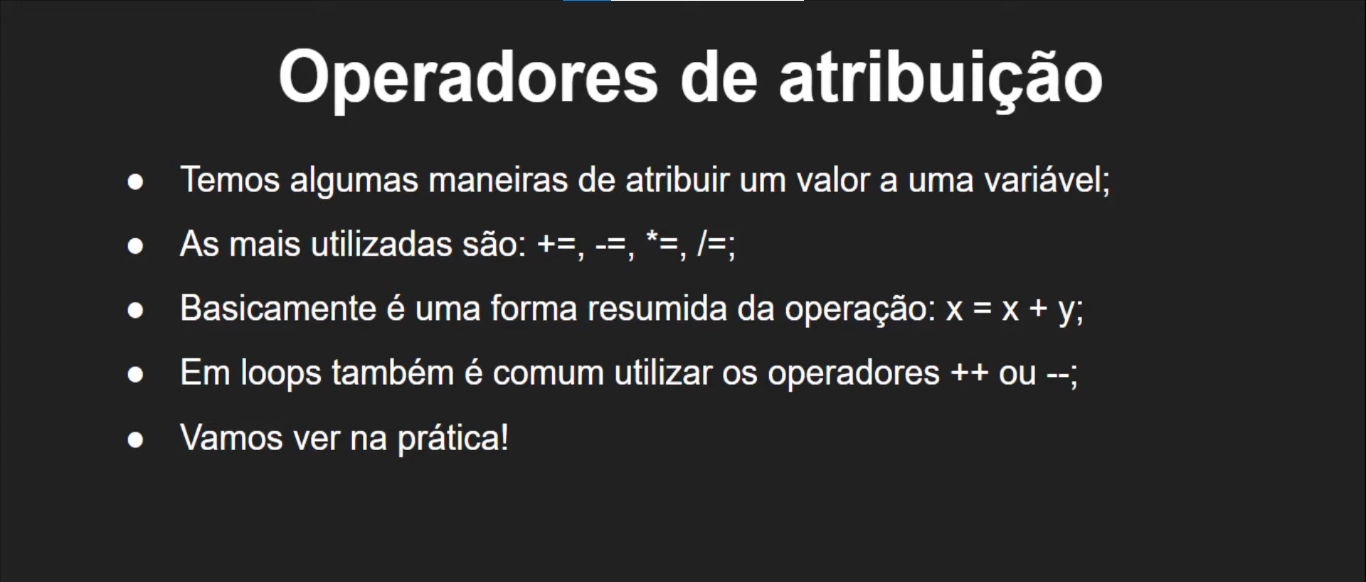 Operadores de atribuição
● Temos algumas maneiras de atribuir um valor a uma variável;
● As mais utilizadas são: +=, -=, *=, /=;
● Basicamente é uma forma resumida da operação: x = x + y;
● Em loops também é comum utilizar os operadores ++ ou --;
● Vamos ver na prática!